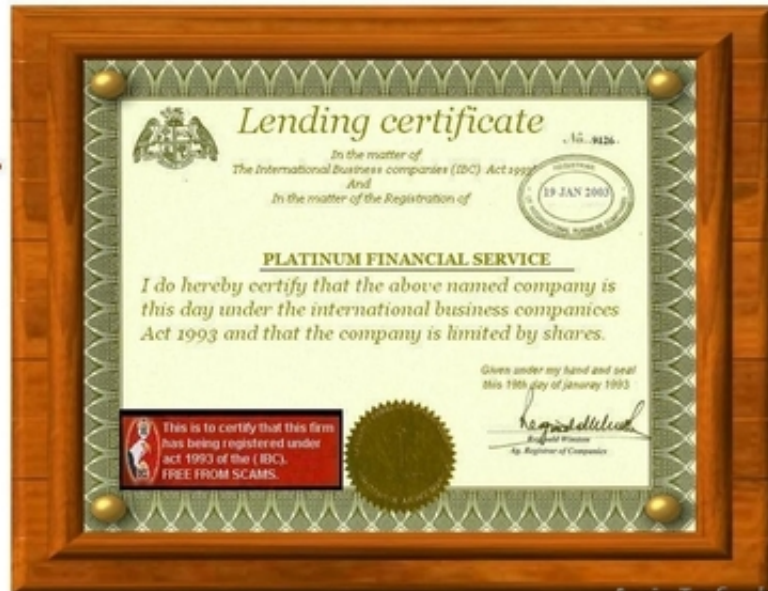 Lending certificate
No. 9126
In the matter of
The International Business companies (IBC) Act 1993
And
In the matter of the Registration of
19 JAN 2003
PLATINUM FINANCIAL SERVICE
I do hereby certify that the above named company is
this day under the international business companices
Act 1993 and that the company is limited by shares.
Given under my hand and seal
this 19th day of januray 1993
Reginald Winston
Ag. Registrar of Companies
This is to certify that this firm
has being registered under
act 1993 of the ( IBC).
FREE FROM SCAMS.